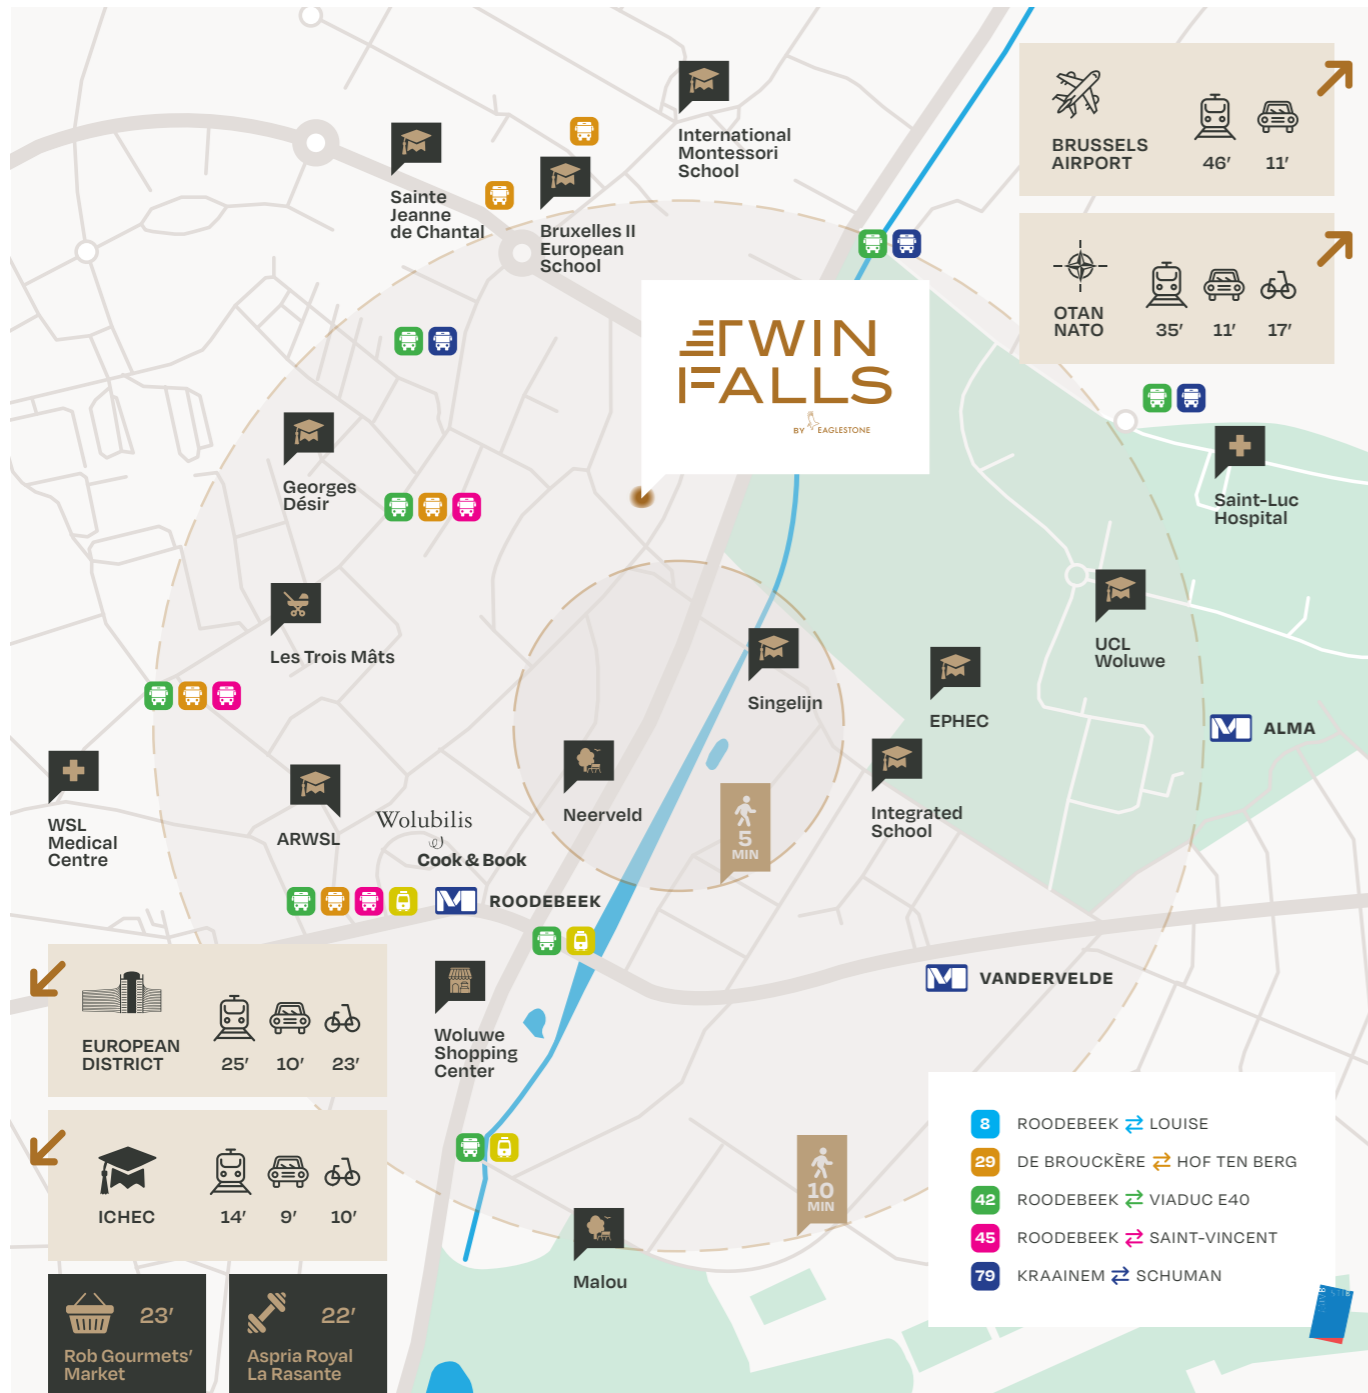 International
Montessori
School
Sainte
Jeanne
de Chantal
Bruxelles II
European
School
BRUSSELS
AIRPORT
46′
11′
OTAN
NATO
35′
11′
17′
TWIN
FALLS
BY EAGLESTONE
Georges
Désir
Saint-Luc
Hospital
UCL
Woluwe
Les Trois Mâts
Singelijn
EPHEC
ALMA
WSL
Medical
Centre
ARWSL
Wolubilis
Cook & Book
Neerveld
5
MIN
Integrated
School
ROODEBEEK
VANDERVELDE
EUROPEAN
DISTRICT
25′
10′
23′
Woluwe
Shopping
Center
ICHEC
14′
9′
10′
10
MIN
Malou
23′
Rob Gourmets’
Market
22′
Aspria Royal
La Rasante
8 ROODEBEEK ⇄ LOUISE
29 DE BROUCKÈRE ⇄ HOF TEN BERG
42 ROODEBEEK ⇄ VIADUC E40
45 ROODEBEEK ⇄ SAINT-VINCENT
79 KRAAINEM ⇄ SCHUMAN